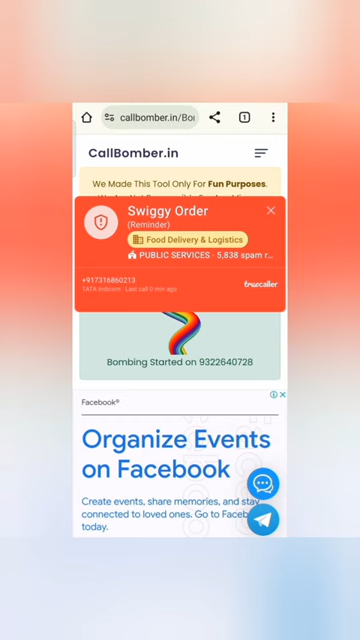 callbomber.in/Bo
1
CallBomber.in
We Made This Tool Only For Fun Purposes.
Swiggy Order
(Reminder)
Food Delivery & Logistics
PUBLIC SERVICES · 5,838 spam r...
+917316860213
TATA Indicom · Last call 0 min ago
truecaller
Bombing Started on 9322640728
Facebook®
Organize Events
on Facebook
Create events, share memories, and stay
connected to loved ones. Go to Faceb
today.